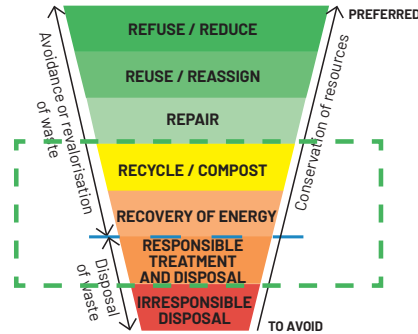 REFUSE / REDUCE
PREFERRED
REUSE / REASSIGN
REPAIR
RECYCLE / COMPOST
RECOVERY OF ENERGY
RESPONSIBLE
TREATMENT
AND DISPOSAL
IRRESPONSIBLE
DISPOSAL
TO AVOID
Avoidance or revalorisation
of waste
Disposal
of waste
Conservation of resources